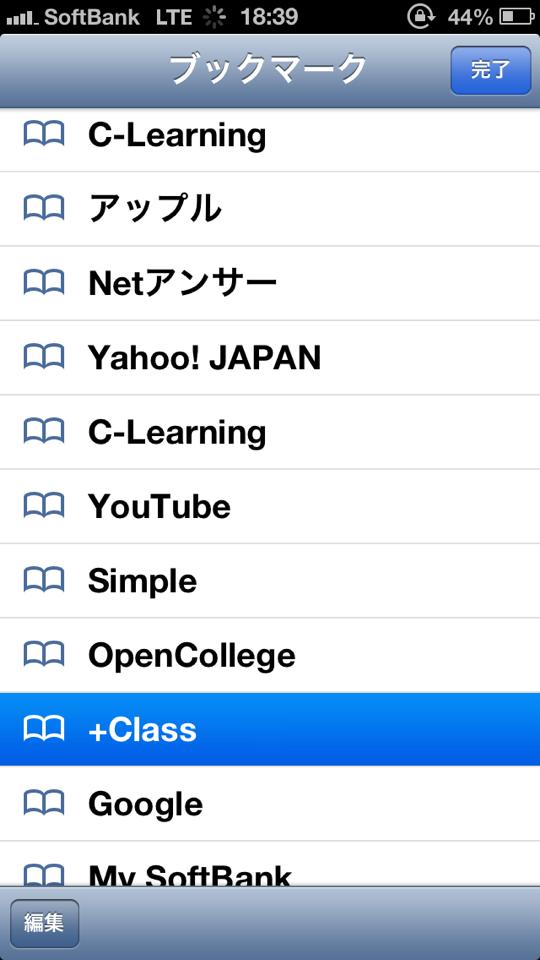 SoftBank LTE 18:39 44%
ブックマーク 完了
C-Learning
アップル
Netアンサー
Yahoo! JAPAN
C-Learning
YouTube
Simple
OpenCollege
+Class
Google
My SoftBank
編集